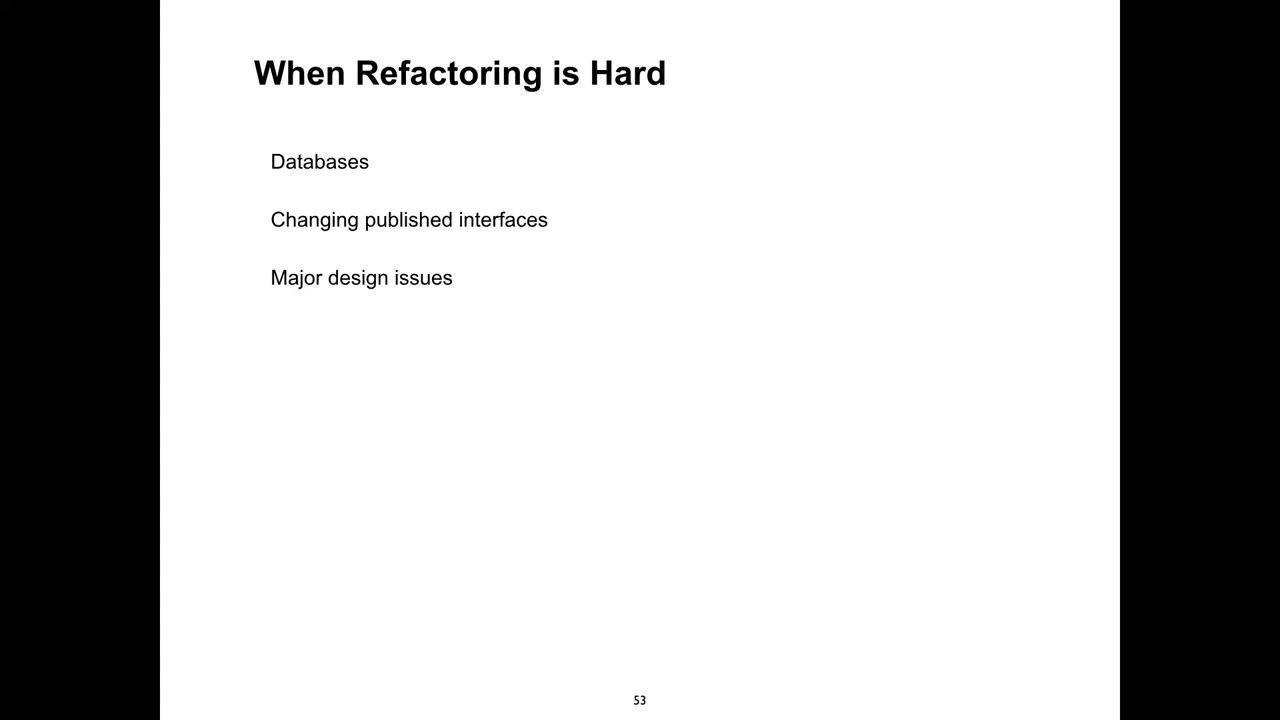 When Refactoring is Hard
Databases
Changing published interfaces
Major design issues
53